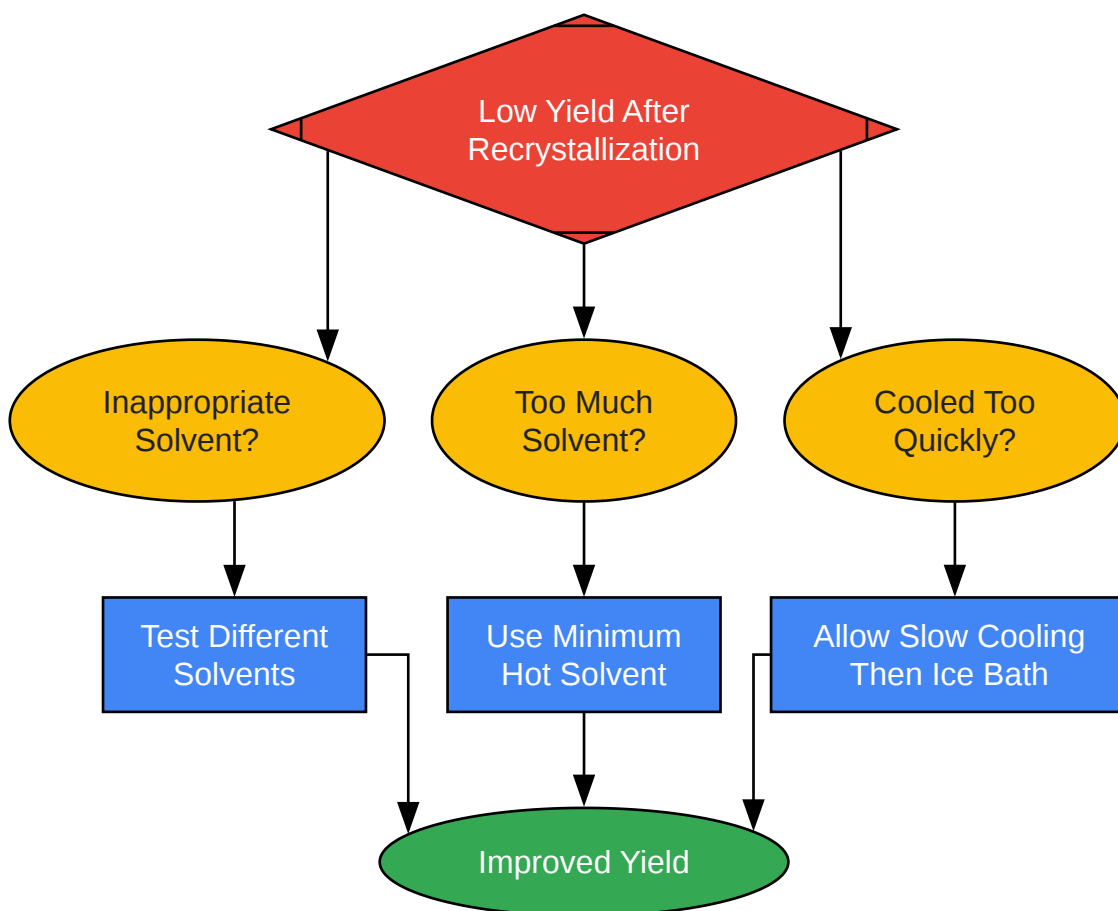 Low Yield After
Recrystallization
Inappropriate
Solvent?
Too Much
Solvent?
Cooled Too
Quickly?
Test Different
Solvents
Use Minimum
Hot Solvent
Allow Slow Cooling
Then Ice Bath
Improved Yield